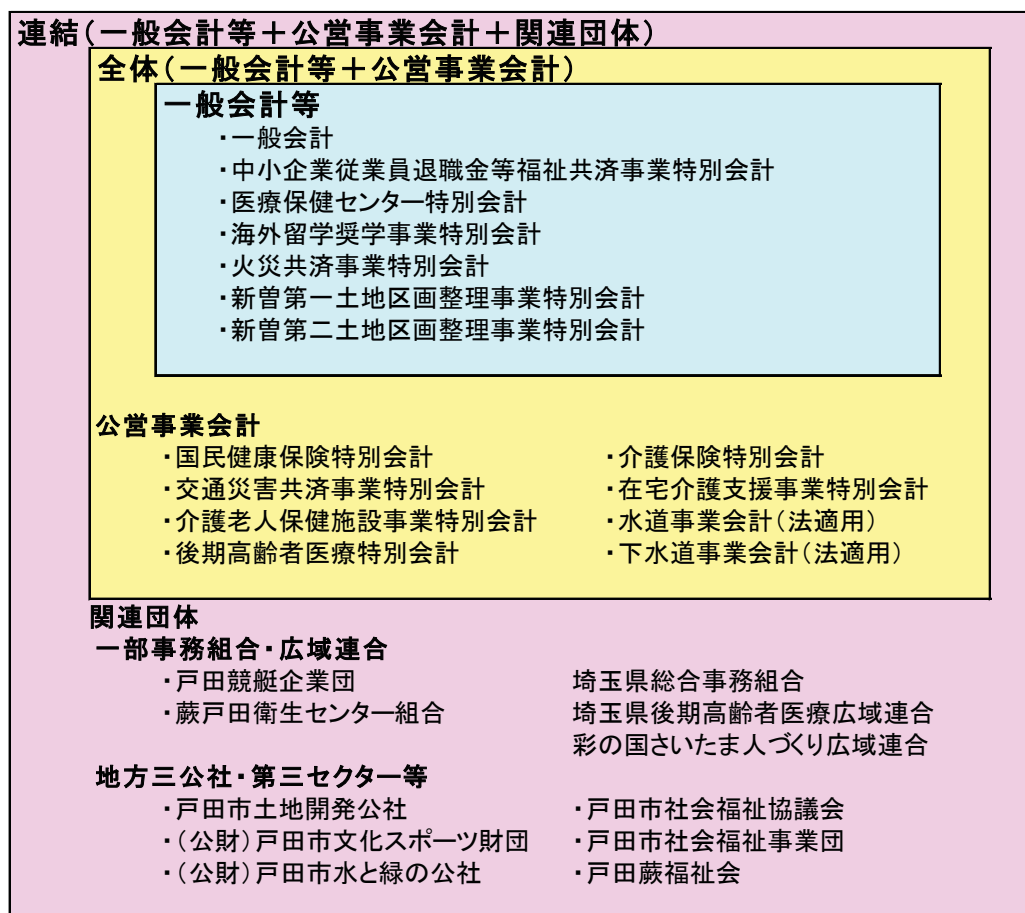 連結（一般会計等＋公営事業会計＋関連団体）
全体（一般会計等＋公営事業会計）
一般会計等
・一般会計
・中小企業従業員退職金等福祉共済事業特別会計
・医療保健センター特別会計
・海外留学奨学事業特別会計
・火災共済事業特別会計
・新曽第一土地区画整理事業特別会計
・新曽第二土地区画整理事業特別会計
公営事業会計
・国民健康保険特別会計 ・介護保険特別会計
・交通災害共済事業特別会計 ・在宅介護支援事業特別会計
・介護老人保健施設事業特別会計 ・水道事業会計（法適用）
・後期高齢者医療特別会計 ・下水道事業会計（法適用）
関連団体
一部事務組合・広域連合
・戸田競艇企業団 埼玉県総合事務組合
・蕨戸田衛生センター組合 埼玉県後期高齢者医療広域連合
彩の国さいたま人づくり広域連合
地方三公社・第三セクター等
・戸田市土地開発公社 ・戸田市社会福祉協議会
・（公財）戸田市文化スポーツ財団 ・戸田市社会福祉事業団
・（公財）戸田市水と緑の公社 ・戸田蕨福祉会